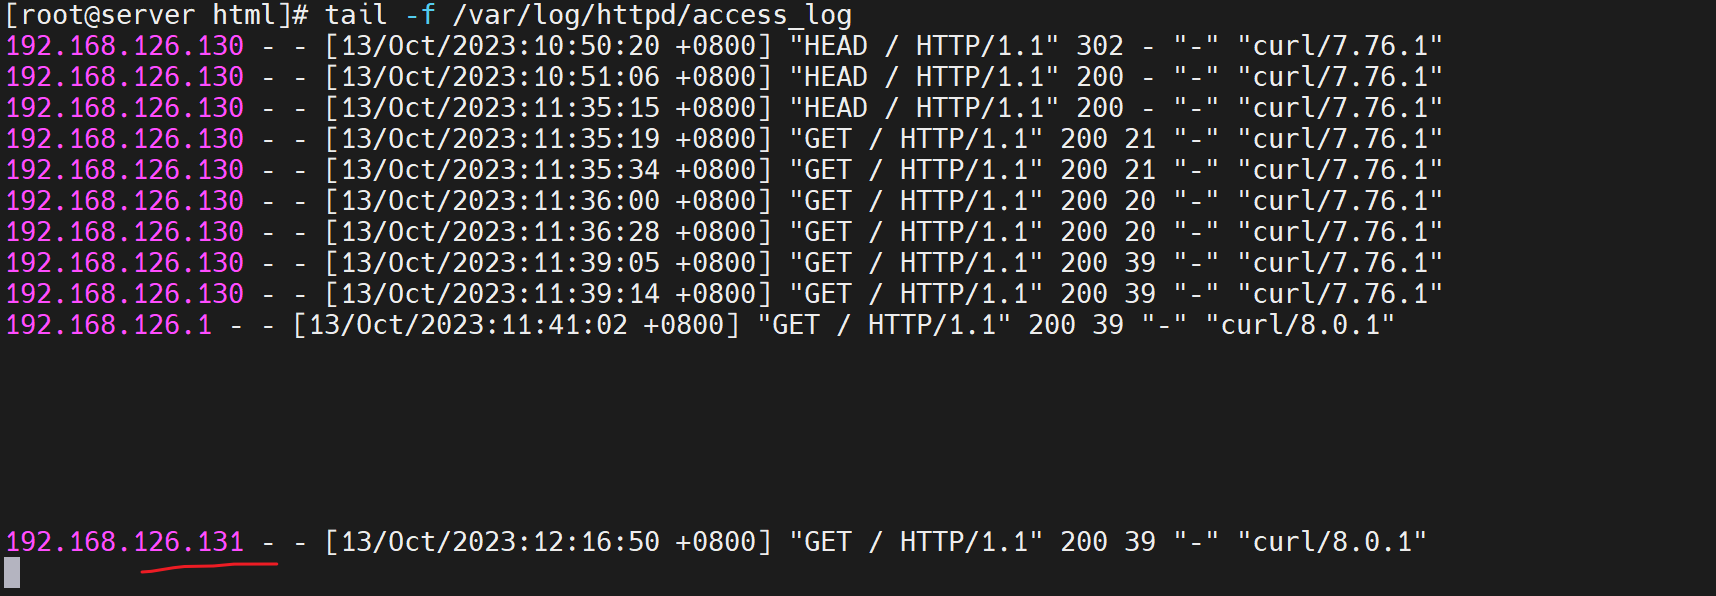 [root@server html]# tail -f /var/log/httpd/access_log
192.168.126.130 - - [13/Oct/2023:10:50:20 +0800] "HEAD / HTTP/1.1" 302 - "-" "curl/7.76.1"
192.168.126.130 - - [13/Oct/2023:10:51:06 +0800] "HEAD / HTTP/1.1" 200 - "-" "curl/7.76.1"
192.168.126.130 - - [13/Oct/2023:11:35:15 +0800] "HEAD / HTTP/1.1" 200 - "-" "curl/7.76.1"
192.168.126.130 - - [13/Oct/2023:11:35:19 +0800] "GET / HTTP/1.1" 200 21 "-" "curl/7.76.1"
192.168.126.130 - - [13/Oct/2023:11:35:34 +0800] "GET / HTTP/1.1" 200 21 "-" "curl/7.76.1"
192.168.126.130 - - [13/Oct/2023:11:36:00 +0800] "GET / HTTP/1.1" 200 20 "-" "curl/7.76.1"
192.168.126.130 - - [13/Oct/2023:11:36:28 +0800] "GET / HTTP/1.1" 200 20 "-" "curl/7.76.1"
192.168.126.130 - - [13/Oct/2023:11:39:05 +0800] "GET / HTTP/1.1" 200 39 "-" "curl/7.76.1"
192.168.126.130 - - [13/Oct/2023:11:39:14 +0800] "GET / HTTP/1.1" 200 39 "-" "curl/7.76.1"
192.168.126.1 - - [13/Oct/2023:11:41:02 +0800] "GET / HTTP/1.1" 200 39 "-" "curl/8.0.1"
192.168.126.131 - - [13/Oct/2023:12:16:50 +0800] "GET / HTTP/1.1" 200 39 "-" "curl/8.0.1"